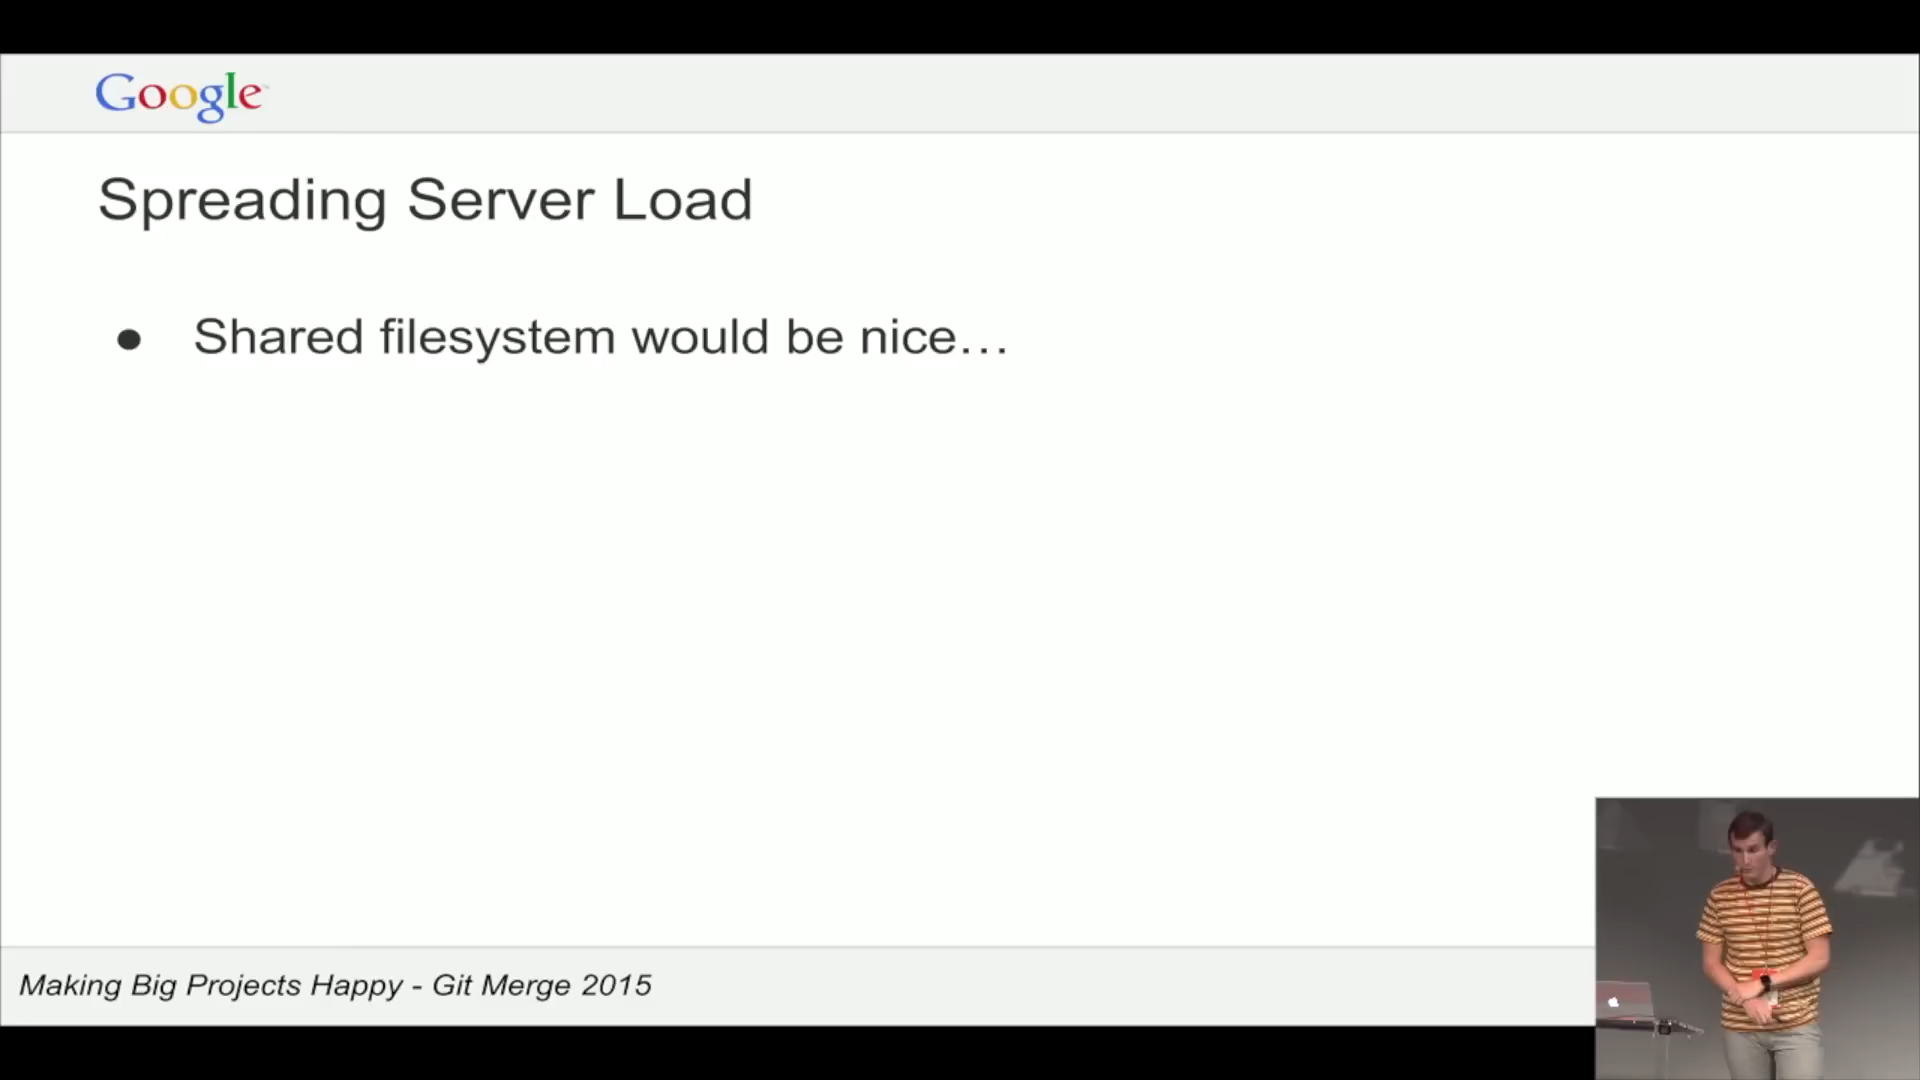 Google
Spreading Server Load
● Shared filesystem would be nice…
Making Big Projects Happy - Git Merge 2015